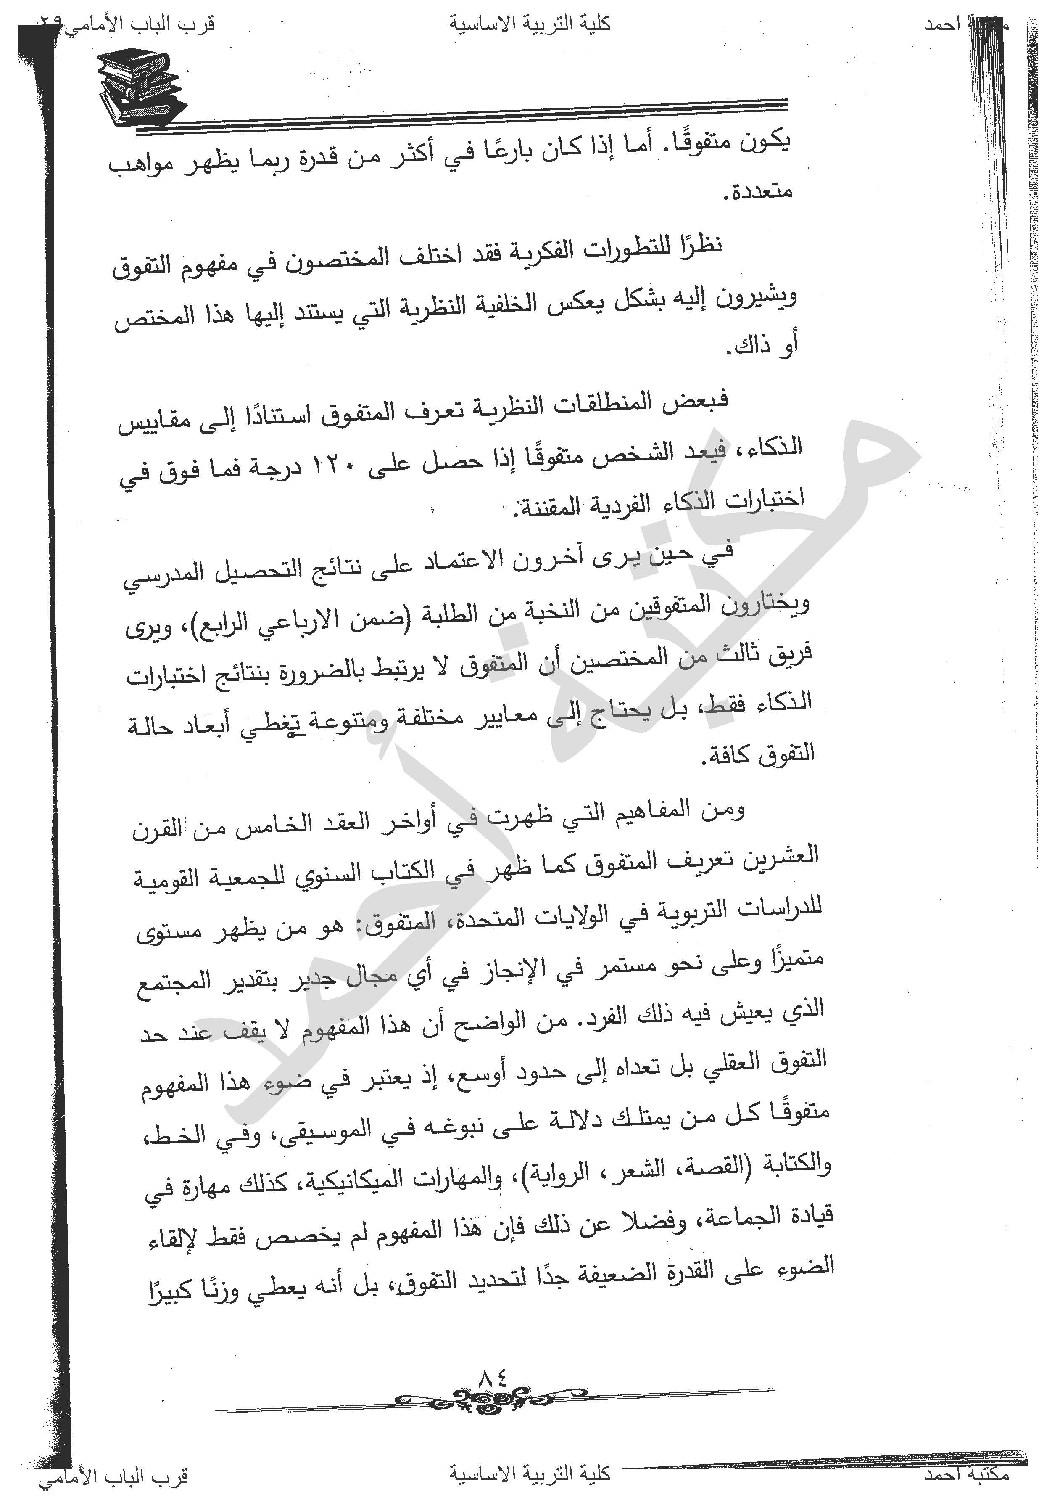 مكتبة احمد كلية التربية الاساسية قرب الباب الأمامي ٢٩
يكون متفوقًا. أما إذا كان بارعًا في أكثر من قدرة ربما يظهر مواهب
متعددة.
نظرًا للتطورات الفكرية فقد اختلف المختصون في مفهوم التفوق
ويشيرون إليه بشكل يعكس الخلفية النظرية التي يستند إليها هذا المختص
أو ذاك.
فبعض المنطلقات النظرية تعرف المتفوق استنادًا إلى مقاييس
الذكاء، فيعد الشخص متفوقًا إذا حصل على ١٢٠ درجة فما فوق في
اختبارات الذكاء الفردية المقننة.
في حين يرى آخرون الاعتماد على نتائج التحصيل المدرسي
ويختارون المتفوقين من النخبة من الطلبة (ضمن الارباعي الرابع)، ويرى
فريق ثالث من المختصين أن المتفوق لا يرتبط بالضرورة بنتائج اختبارات
الذكاء فقط، بل يحتاج إلى معايير مختلفة ومتنوعة تغطي أبعاد حالة
التفوق كافة.
ومن المفاهيم التي ظهرت في أواخر العقد الخامس من القرن
العشرين تعريف المتفوق كما ظهر في الكتاب السنوي للجمعية القومية
للدراسات التربوية في الولايات المتحدة، المتفوق: هو من يظهر مستوى
متميزًا وعلى نحو مستمر في الإنجاز في أي مجال جدير بتقدير المجتمع
الذي يعيش فيه ذلك الفرد. من الواضح أن هذا المفهوم لا يقف عند حد
التفوق العقلي بل تعداه إلى حدود أوسع، إذ يعتبر في ضوء هذا المفهوم
متفوقًا كل من يمتلك دلالة على نبوغه في الموسيقى، وفي الخط،
والكتابة (القصة، الشعر، الرواية)، والمهارات الميكانيكية، كذلك مهارة في
قيادة الجماعة، وفضلا عن ذلك فإن هذا المفهوم لم يخصص فقط لإلقاء
الضوء على القدرة الضعيفة جدًا لتحديد التفوق، بل أنه يعطي وزنًا كبيرًا
٨٤
مكتبة احمد كلية التربية الاساسية قرب الباب الأمامي
مكتبة أحمد